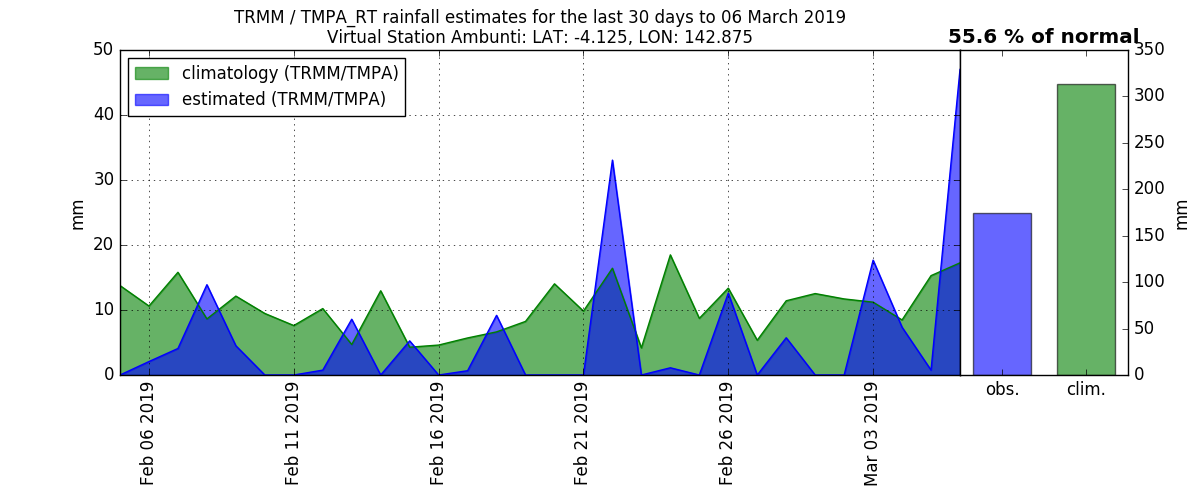 TRMM / TMPA_RT rainfall estimates for the last 30 days to 06 March 2019
Virtual Station Ambunti: LAT: -4.125, LON: 142.875
55.6 % of normal
climatology (TRMM/TMPA)
estimated (TRMM/TMPA)
50
40
30
20
10
0
mm
Feb 06 2019
Feb 11 2019
Feb 16 2019
Feb 21 2019
Feb 26 2019
Mar 03 2019
obs.
clim.
350
300
250
200
150
100
50
0
mm